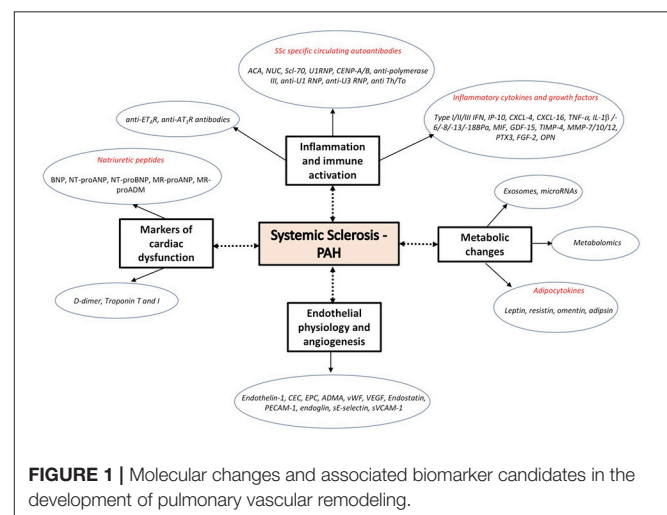 SSc specific circulating autoantibodies
ACA, NUC, Scl-70, U1RNP, CENP-A/B, anti-polymerase
III, anti-U1 RNP, anti-U3 RNP, anti Th/To
Inflammatory cytokines and growth factors
Type I/II/III IFN, IP-10, CXCL-4, CXCL-16, TNF-α, IL-1β /-
6/-8/-13/-18BPa, MIF, GDF-15, TIMP-4, MMP-7/10/12,
PTX3, FGF-2, OPN
anti-ETAR, anti-AT1R antibodies
Inflammation
and immune
activation
Natriuretic peptides
BNP, NT-proANP, NT-proBNP, MR-proANP, MR-
proADM
Exosomes, microRNAs
Markers of
cardiac
dysfunction
Systemic Sclerosis -
PAH
Metabolic
changes
Metabolomics
D-dimer, Troponin T and I
Adipocytokines
Leptin, resistin, omentin, adipsin
Endothelial
physiology and
angiogenesis
Endothelin-1, CEC, EPC, ADMA, vWF, VEGF, Endostatin,
PECAM-1, endoglin, sE-selectin, sVCAM-1
FIGURE 1 | Molecular changes and associated biomarker candidates in the
development of pulmonary vascular remodeling.